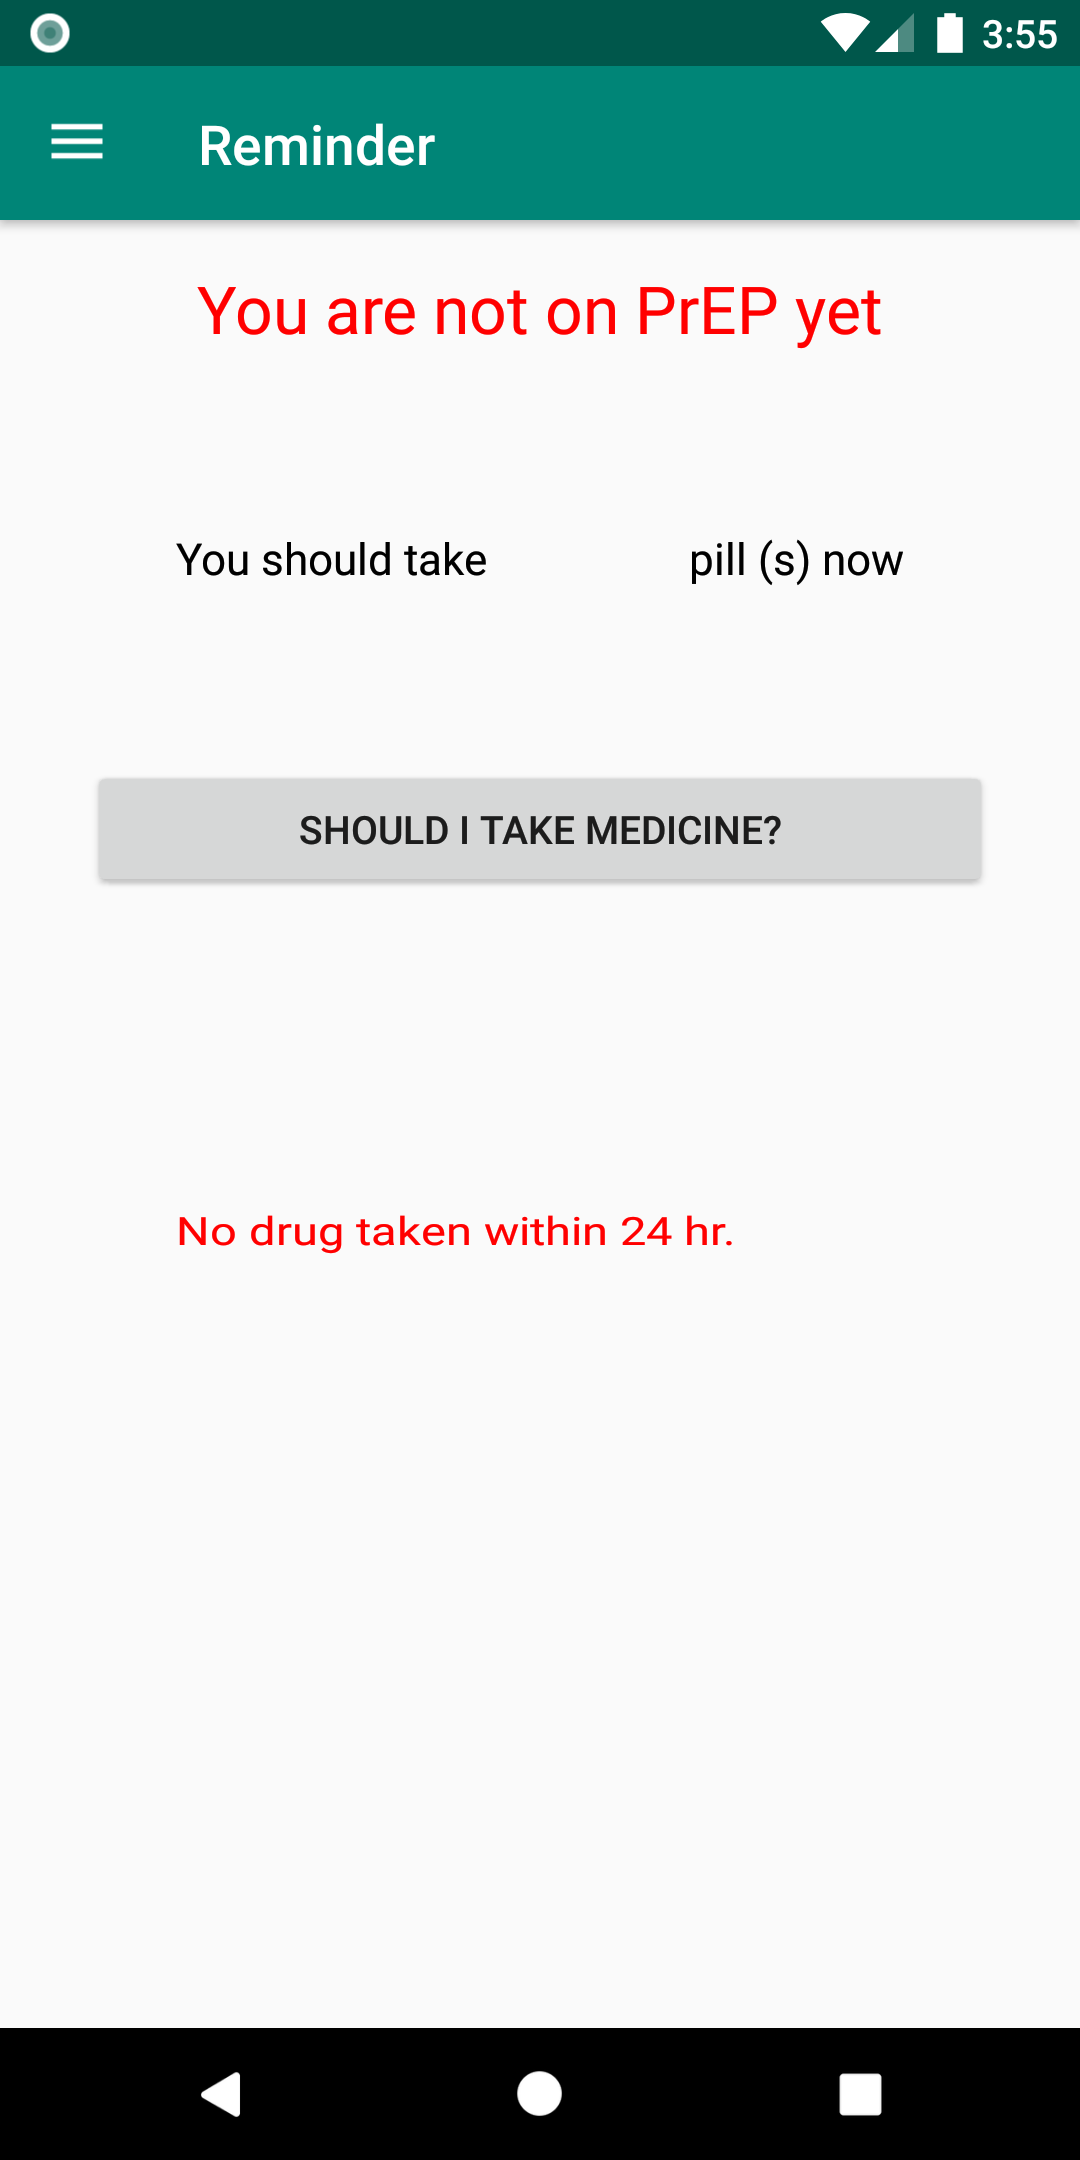 3:55
Reminder
You are not on PrEP yet
You should take pill (s) now
SHOULD I TAKE MEDICINE?
No drug taken within 24 hr.